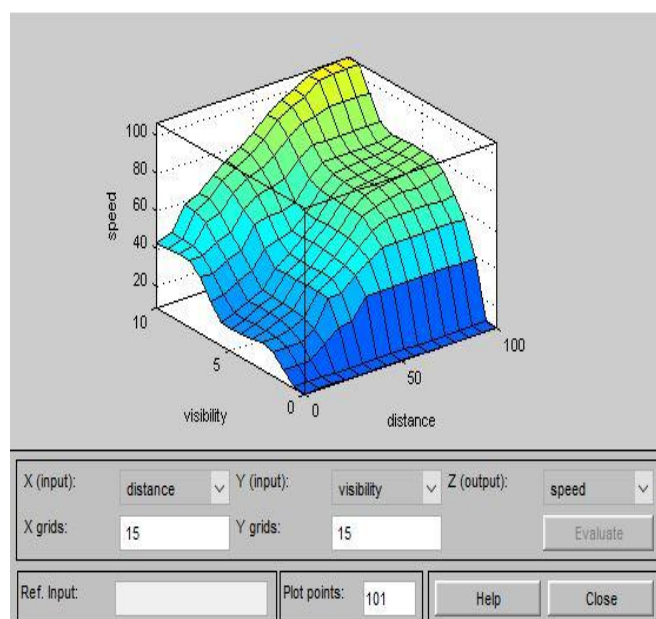 100
80
60
40
20
speed
10
5
0
visibility
0
50
100
distance
X (input): distance Y (input): visibility Z (output): speed
X grids: 15 Y grids: 15 Evaluate
Ref. Input: Plot points: 101 Help Close